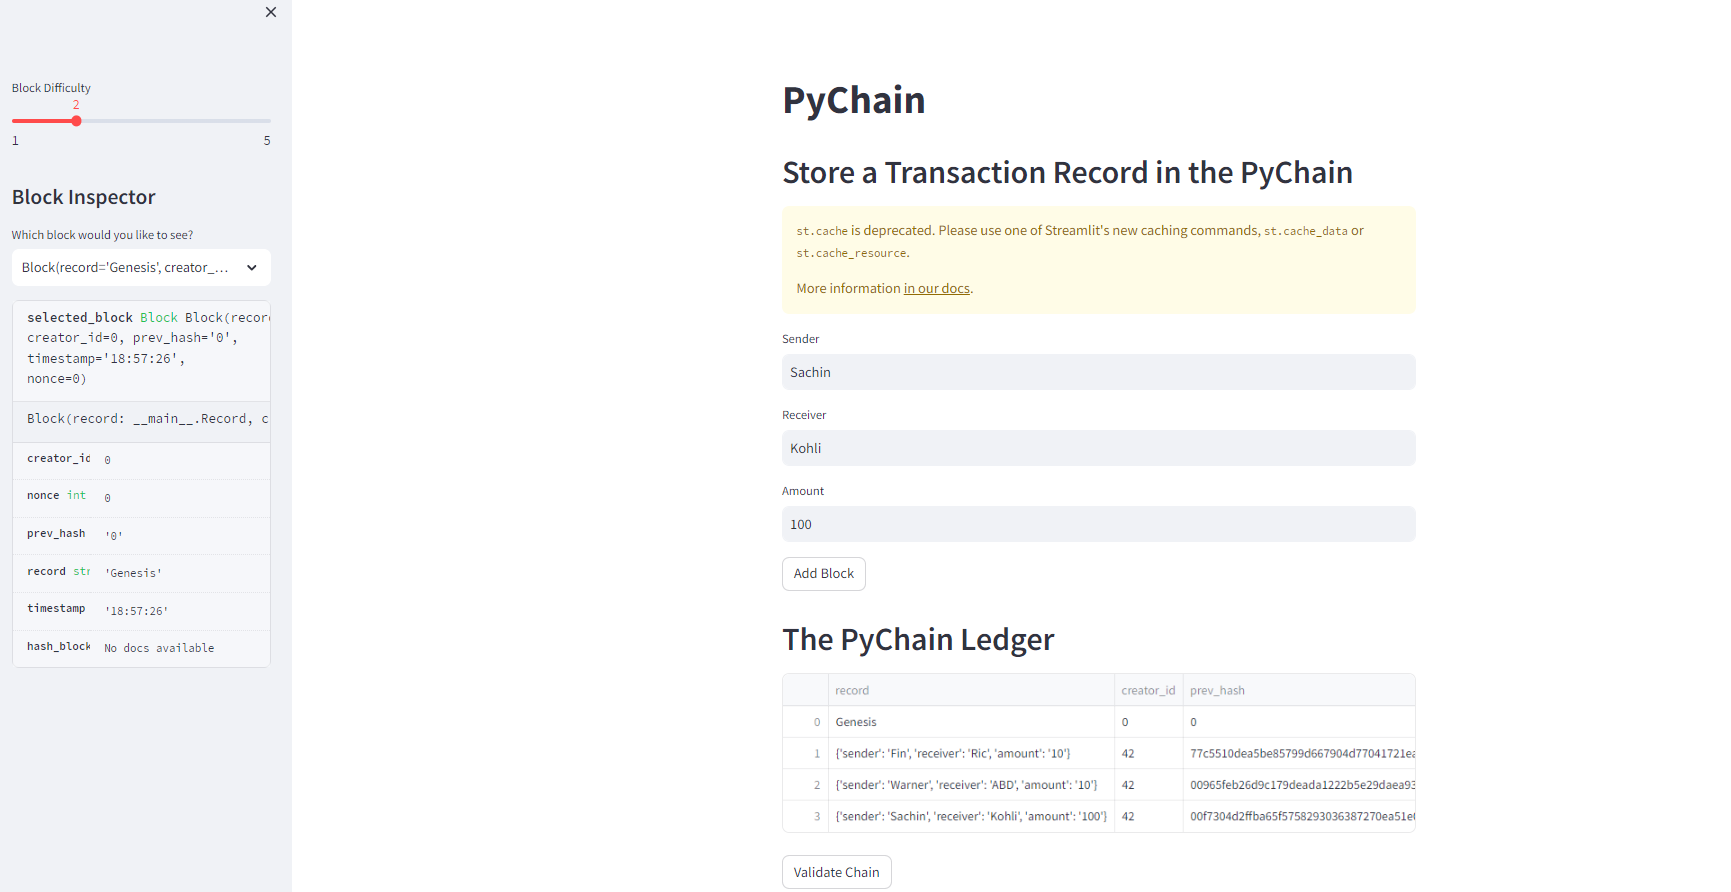 Block Difficulty
2
1 5
Block Inspector
Which block would you like to see?
Block(record='Genesis', creator_...
selected_block Block Block(recor
creator_id=0, prev_hash='0',
timestamp='18:57:26',
nonce=0)
Block(record: __main__.Record, c
creator_id 0
nonce int 0
prev_hash '0'
record str 'Genesis'
timestamp '18:57:26'
hash_block No docs available
PyChain
Store a Transaction Record in the PyChain
st.cache is deprecated. Please use one of Streamlit's new caching commands, st.cache_data or
st.cache_resource.
More information in our docs.
Sender
Sachin
Receiver
Kohli
Amount
100
Add Block
The PyChain Ledger
record creator_id prev_hash
0 Genesis 0 0
1 {'sender': 'Fin', 'receiver': 'Ric', 'amount': '10'} 42 77c5510dea5be85799d667904d77041721ea
2 {'sender': 'Warner', 'receiver': 'ABD', 'amount': '10'} 42 00965feb26d9c179deada1222b5e29daea93
3 {'sender': 'Sachin', 'receiver': 'Kohli', 'amount': '100'} 42 00f7304d2ffba65f5758293036387270ea51e
Validate Chain